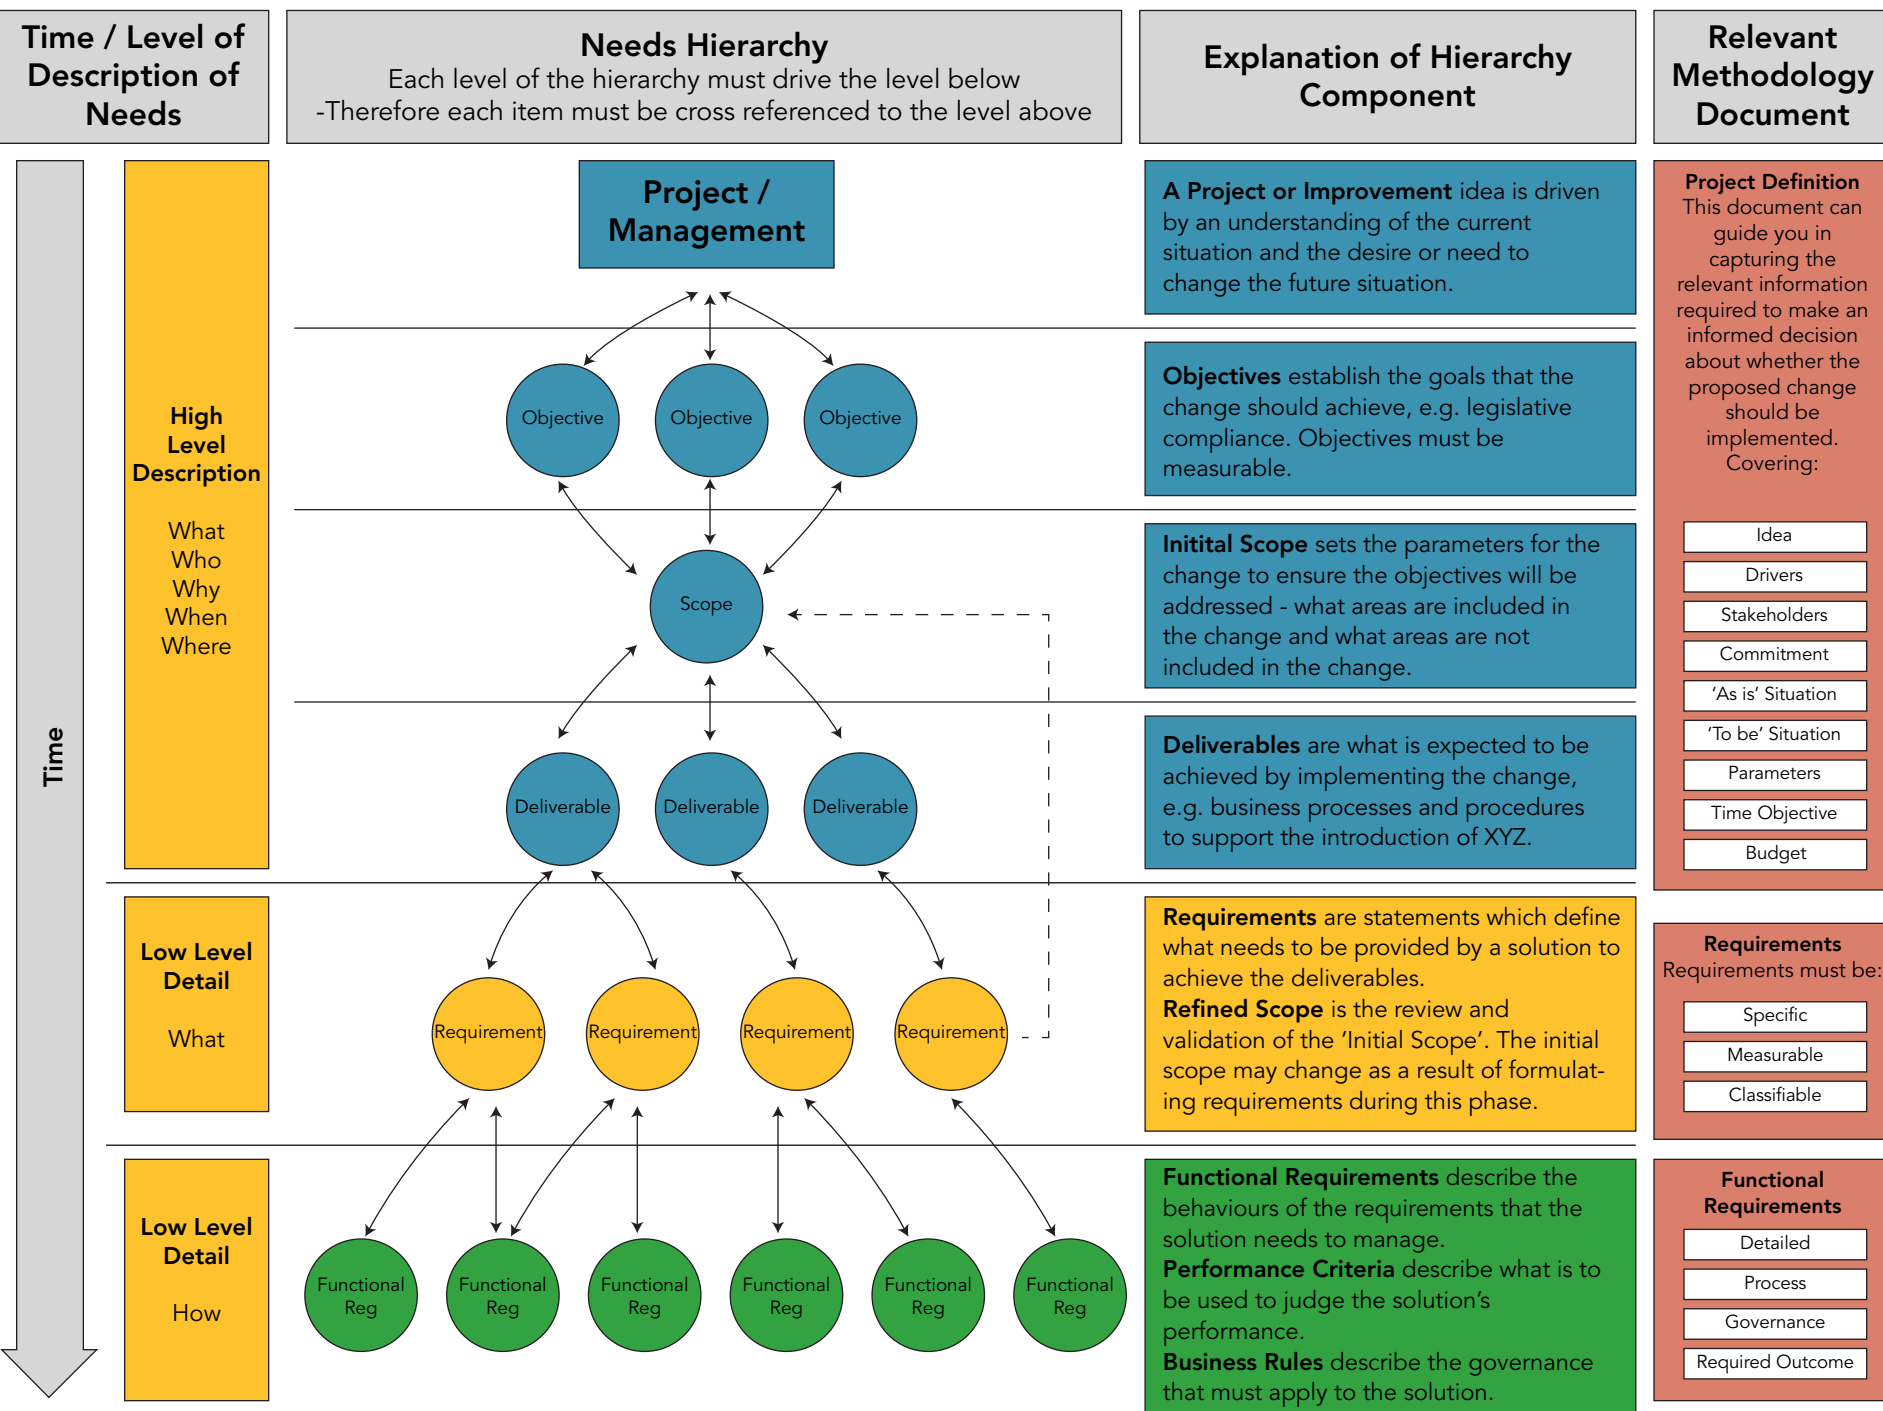 Time / Level of
Description of
Needs
Needs Hierarchy
Each level of the hierarchy must drive the level below
-Therefore each item must be cross referenced to the level above
Explanation of Hierarchy
Component
Relevant
Methodology
Document
Time
High
Level
Description
What
Who
Why
When
Where
Project /
Management
Objective
Objective
Objective
Scope
Deliverable
Deliverable
Deliverable
A Project or Improvement idea is driven
by an understanding of the current
situation and the desire or need to
change the future situation.
Objectives establish the goals that the
change should achieve, e.g. legislative
compliance. Objectives must be
measurable.
Initital Scope sets the parameters for the
change to ensure the objectives will be
addressed - what areas are included in
the change and what areas are not
included in the change.
Deliverables are what is expected to be
achieved by implementing the change,
e.g. business processes and procedures
to support the introduction of XYZ.
Project Definition
This document can
guide you in
capturing the
relevant information
required to make an
informed decision
about whether the
proposed change
should be
implemented.
Covering:
Idea
Drivers
Stakeholders
Commitment
‘As is’ Situation
‘To be’ Situation
Parameters
Time Objective
Budget
Low Level
Detail
What
Requirement
Requirement
Requirement
Requirement
Requirements are statements which define
what needs to be provided by a solution to
achieve the deliverables.
Refined Scope is the review and
validation of the ‘Initial Scope’. The initial
scope may change as a result of formulat-
ing requirements during this phase.
Requirements
Requirements must be:
Specific
Measurable
Classifiable
Low Level
Detail
How
Functional
Reg
Functional
Reg
Functional
Reg
Functional
Reg
Functional
Reg
Functional
Reg
Functional Requirements describe the
behaviours of the requirements that the
solution needs to manage.
Performance Criteria describe what is to
be used to judge the solution’s
performance.
Business Rules describe the governance
that must apply to the solution.
Functional
Requirements
Detailed
Process
Governance
Required Outcome